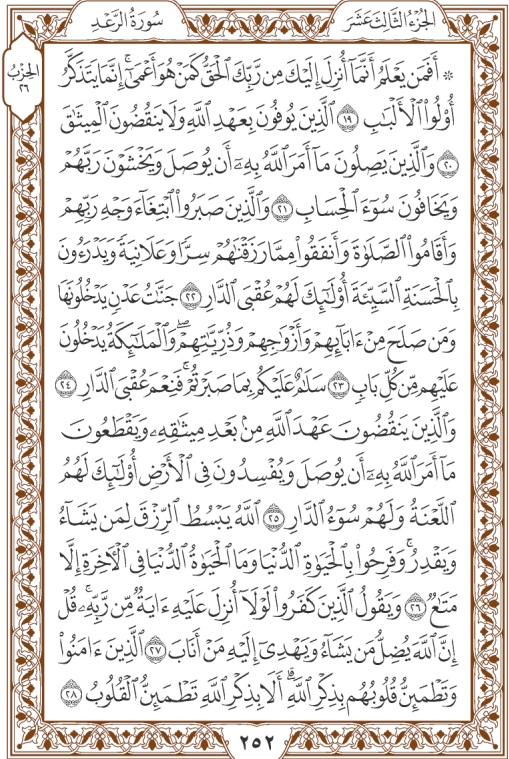 الجزء الثالث عشر
سورة الرعد
الحزب
٢٦
۞ أَفَمَن يَعْلَمُ أَنَّمَآ أُنزِلَ إِلَيْكَ مِن رَّبِّكَ ٱلْحَقُّ كَمَنْ هُوَ أَعْمَىٰٓ ۚ إِنَّمَا يَتَذَكَّرُ
أُو۟لُوا۟ ٱلْأَلْبَٰبِ ١٩ ٱلَّذِينَ يُوفُونَ بِعَهْدِ ٱللَّهِ وَلَا يَنقُضُونَ ٱلْمِيثَٰقَ
٢٠ وَٱلَّذِينَ يَصِلُونَ مَآ أَمَرَ ٱللَّهُ بِهِۦٓ أَن يُوصَلَ وَيَخْشَوْنَ رَبَّهُمْ
وَيَخَافُونَ سُوٓءَ ٱلْحِسَابِ ٢١ وَٱلَّذِينَ صَبَرُوا۟ ٱبْتِغَآءَ وَجْهِ رَبِّهِمْ
وَأَقَامُوا۟ ٱلصَّلَوٰةَ وَأَنفَقُوا۟ مِمَّا رَزَقْنَٰهُمْ سِرًّا وَعَلَانِيَةً وَيَدْرَءُونَ
بِٱلْحَسَنَةِ ٱلسَّيِّئَةَ أُو۟لَٰٓئِكَ لَهُمْ عُقْبَى ٱلدَّارِ ٢٢ جَنَّٰتُ عَدْنٍ يَدْخُلُونَهَا
وَمَن صَلَحَ مِنْ ءَابَآئِهِمْ وَأَزْوَٰجِهِمْ وَذُرِّيَّٰتِهِمْ ۖ وَٱلْمَلَٰٓئِكَةُ يَدْخُلُونَ
عَلَيْهِم مِّن كُلِّ بَابٍ ٢٣ سَلَٰمٌ عَلَيْكُم بِمَا صَبَرْتُمْ ۚ فَنِعْمَ عُقْبَى ٱلدَّارِ ٢٤
وَٱلَّذِينَ يَنقُضُونَ عَهْدَ ٱللَّهِ مِنۢ بَعْدِ مِيثَٰقِهِۦ وَيَقْطَعُونَ
مَآ أَمَرَ ٱللَّهُ بِهِۦٓ أَن يُوصَلَ وَيُفْسِدُونَ فِى ٱلْأَرْضِ أُو۟لَٰٓئِكَ لَهُمُ
ٱللَّعْنَةُ وَلَهُمْ سُوٓءُ ٱلدَّارِ ٢٥ ٱللَّهُ يَبْسُطُ ٱلرِّزْقَ لِمَن يَشَآءُ
وَيَقْدِرُ ۚ وَفَرِحُوا۟ بِٱلْحَيَوٰةِ ٱلدُّنْيَا وَمَا ٱلْحَيَوٰةُ ٱلدُّنْيَا فِى ٱلْءَاخِرَةِ إِلَّا
مَتَٰعٌ ٢٦ وَيَقُولُ ٱلَّذِينَ كَفَرُوا۟ لَوْلَآ أُنزِلَ عَلَيْهِ ءَايَةٌ مِّن رَّبِّهِۦ ۗ قُلْ
إِنَّ ٱللَّهَ يُضِلُّ مَن يَشَآءُ وَيَهْدِىٓ إِلَيْهِ مَنْ أَنَابَ ٢٧ ٱلَّذِينَ ءَامَنُوا۟
وَتَطْمَئِنُّ قُلُوبُهُم بِذِكْرِ ٱللَّهِ ۗ أَلَا بِذِكْرِ ٱللَّهِ تَطْمَئِنُّ ٱلْقُلُوبُ ٢٨
٢٥٢